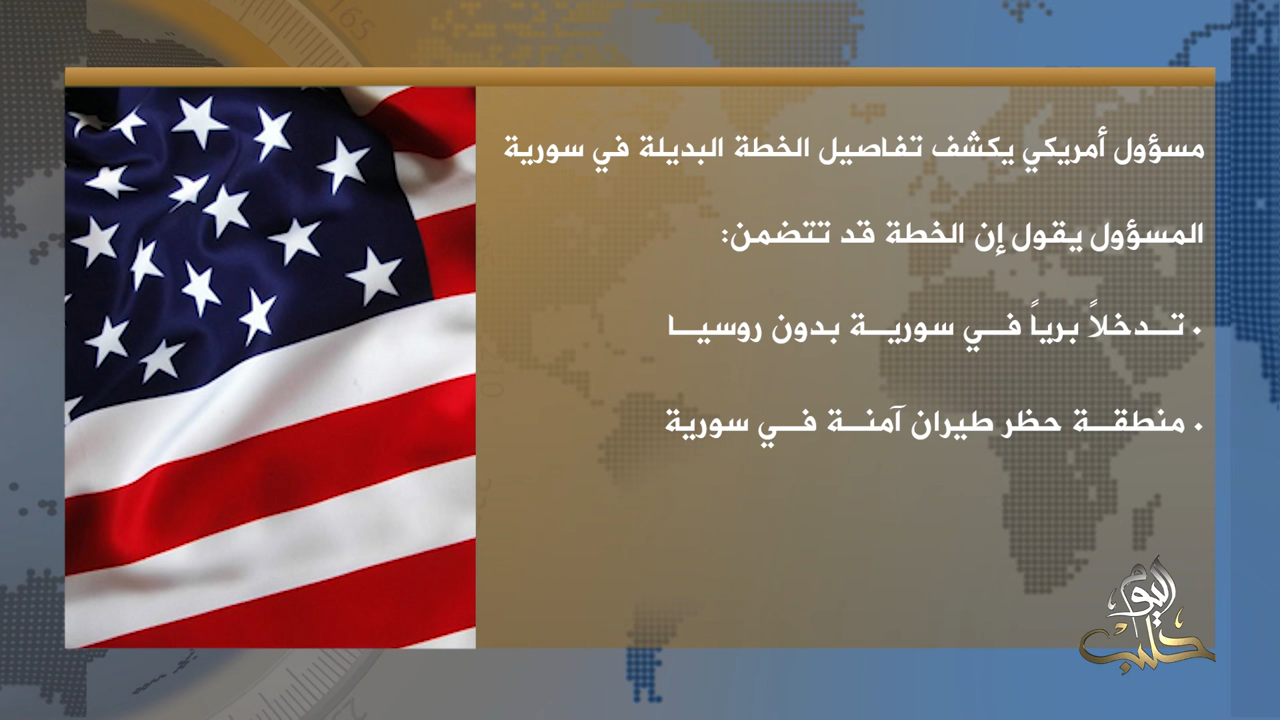 مسؤول أمريكي يكشف تفاصيل الخطة البديلة في سورية
المسؤول يقول إن الخطة قد تتضمن:
• تــدخلاً برياً فــي سوريــة بدون روسيــا
• منطقــة حظر طيران آمنــة فــي سورية
حلب اليوم
165